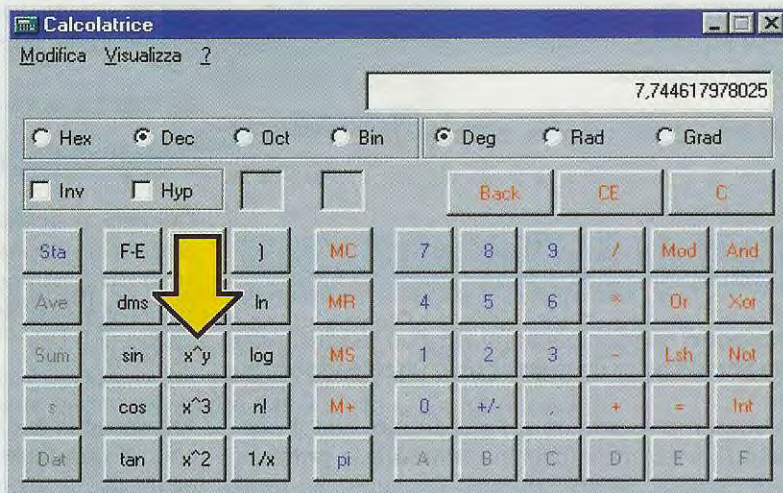 Calcolatrice
Modifica Visualizza ?
7,744617978025
Hex Dec Oct Bin Deg Rad Grad
Inv Hyp Back CE C
Sta F-E ) MC 7 8 9 / Mod And
Ave dms ln MR 4 5 6 * Or Xor
Sum sin x^y log MS 1 2 3 - Lsh Not
s cos x^3 n! M+ 0 +/- , + = Int
Dat tan x^2 1/x pi A B C D E F